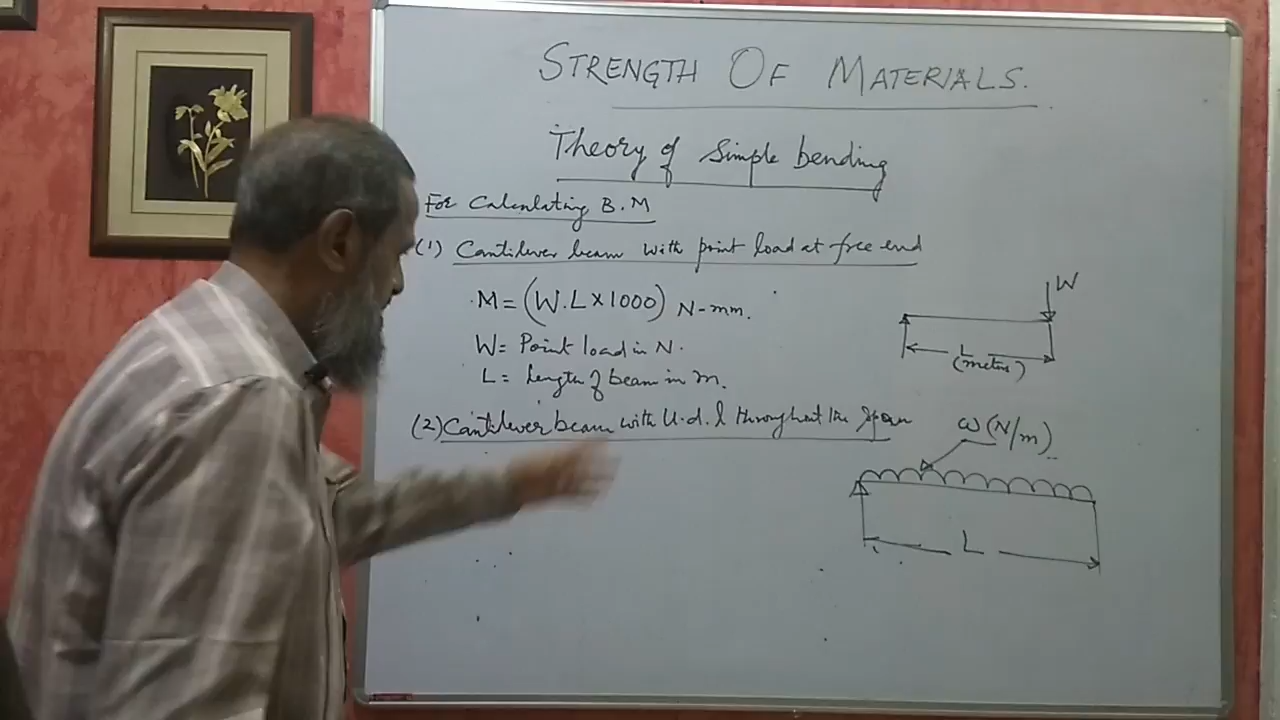 STRENGTH OF MATERIALS.
Theory of simple bending
For Calculating B.M
(1) Cantilever beam with point load at free end
M = (W.L×1000) N-mm.
W = Point load in N.
L = Length of beam in m.
W
L
(metres)
(2) Cantilever beam with U.d.l throughout the span
ω (N/m)
L